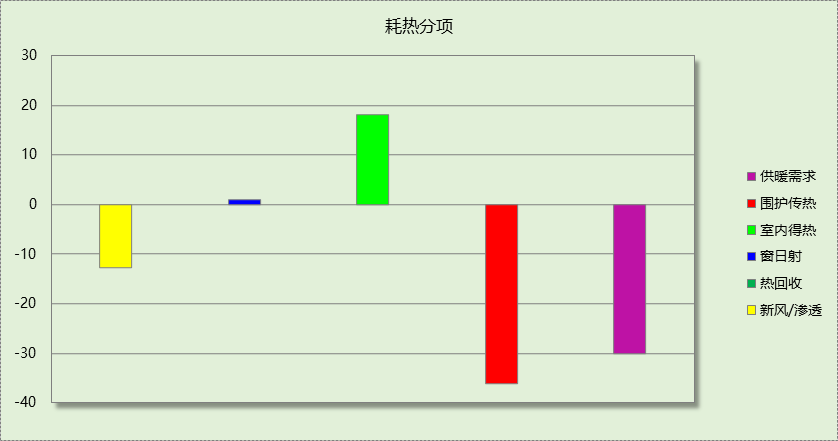 耗热分项
30
20
10
0
-10
-20
-30
-40
供暖需求
围护传热
室内得热
窗日射
热回收
新风/渗透